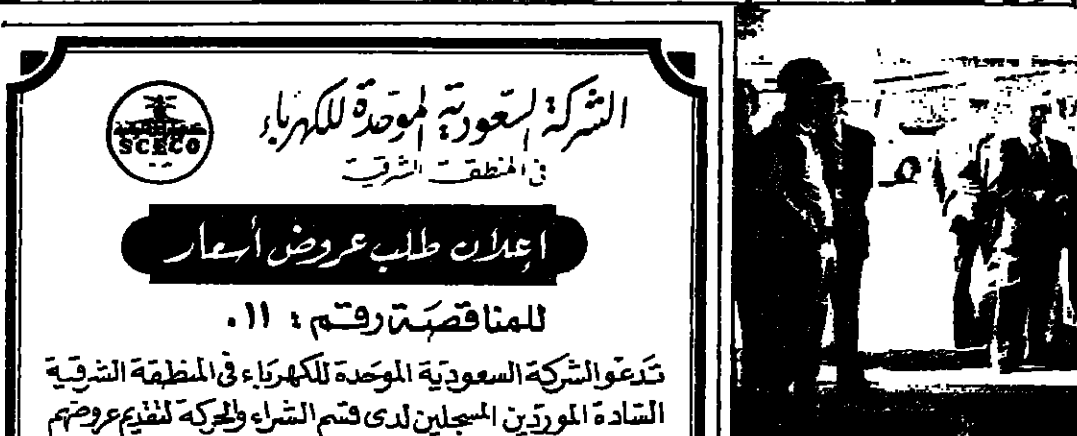 الشركة السعودية الموحدة للكهرباء
في المنطقة الشرقية
SCECO
إعلان طلب عروض أسعار
للمناقصة رقم : ٠١١
تدعو الشركة السعودية الموحدة للكهرباء في المنطقة الشرقية
السادة الموردين المسجلين لدى قسم الشراء والحركة لتقديم عروضهم